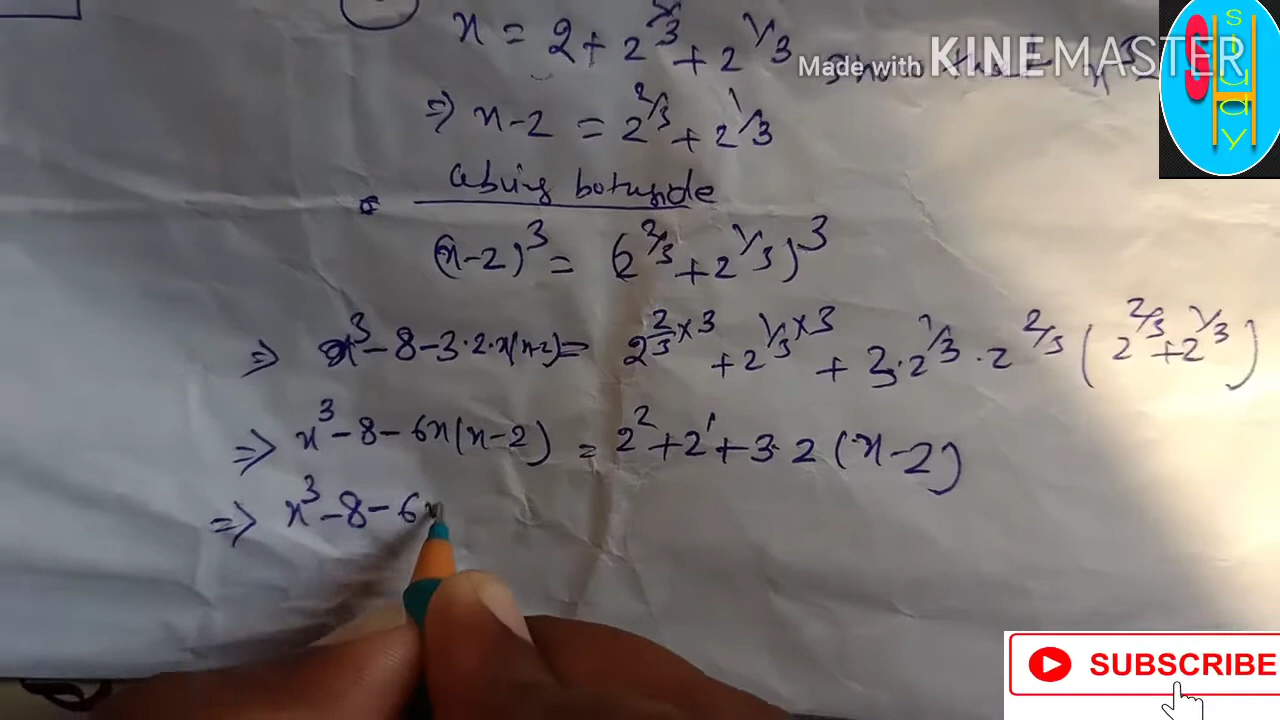 x = 2 + 2^2/3 + 2^1/3
Made with KINEMASTER
S
study
⇒ x-2 = 2^2/3 + 2^1/3
Cubing bothside
(x-2)^3 = (2^2/3 + 2^1/3)^3
⇒ x^3 - 8 - 3·2·x(x-2) = 2^2/3×3 + 2^1/3×3 + 3·2^1/3·2^2/3 (2^2/3 + 2^1/3)
⇒ x^3 - 8 - 6x(x-2) = 2^2 + 2^1 + 3·2 (x-2)
⇒ x^3 - 8 - 6x
SUBSCRIBE